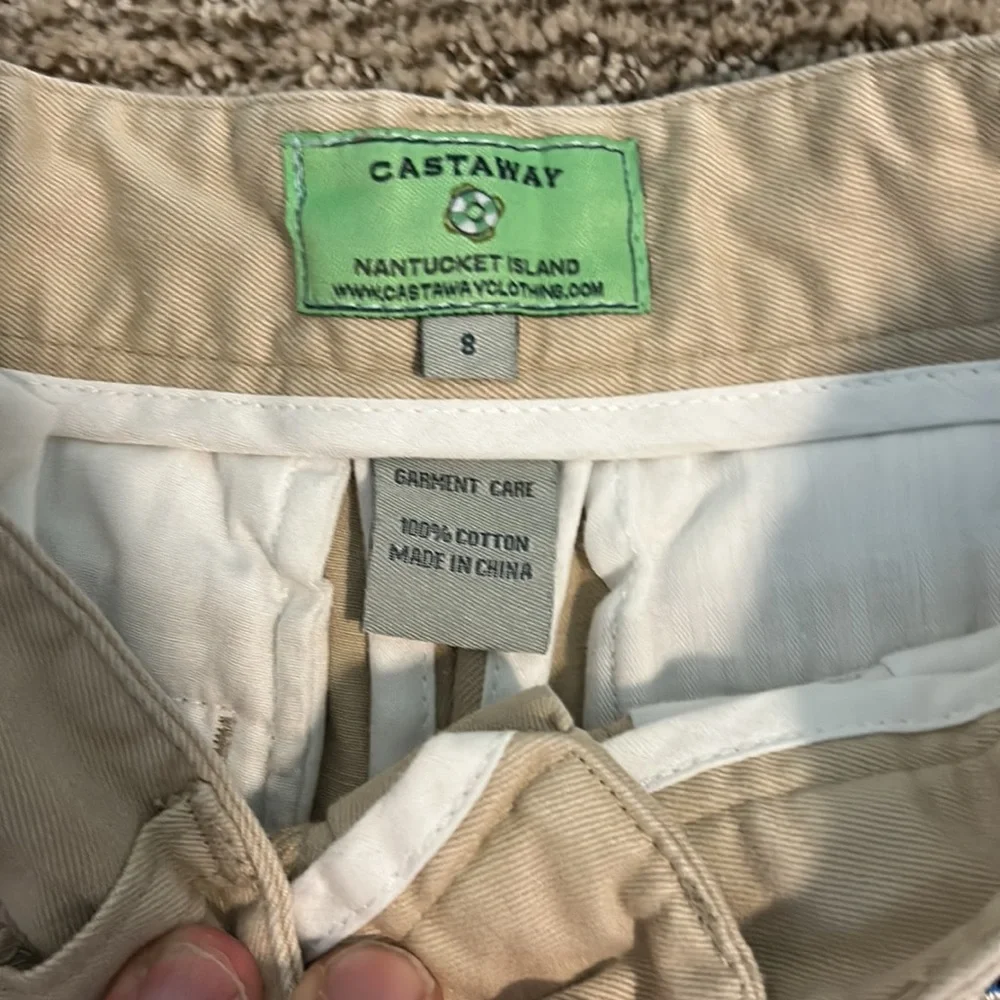 CASTAWAY
NANTUCKET ISLAND
WWW.CASTAWAYCLOTHING.COM
8
GARMENT CARE
100% COTTON
MADE IN CHINA